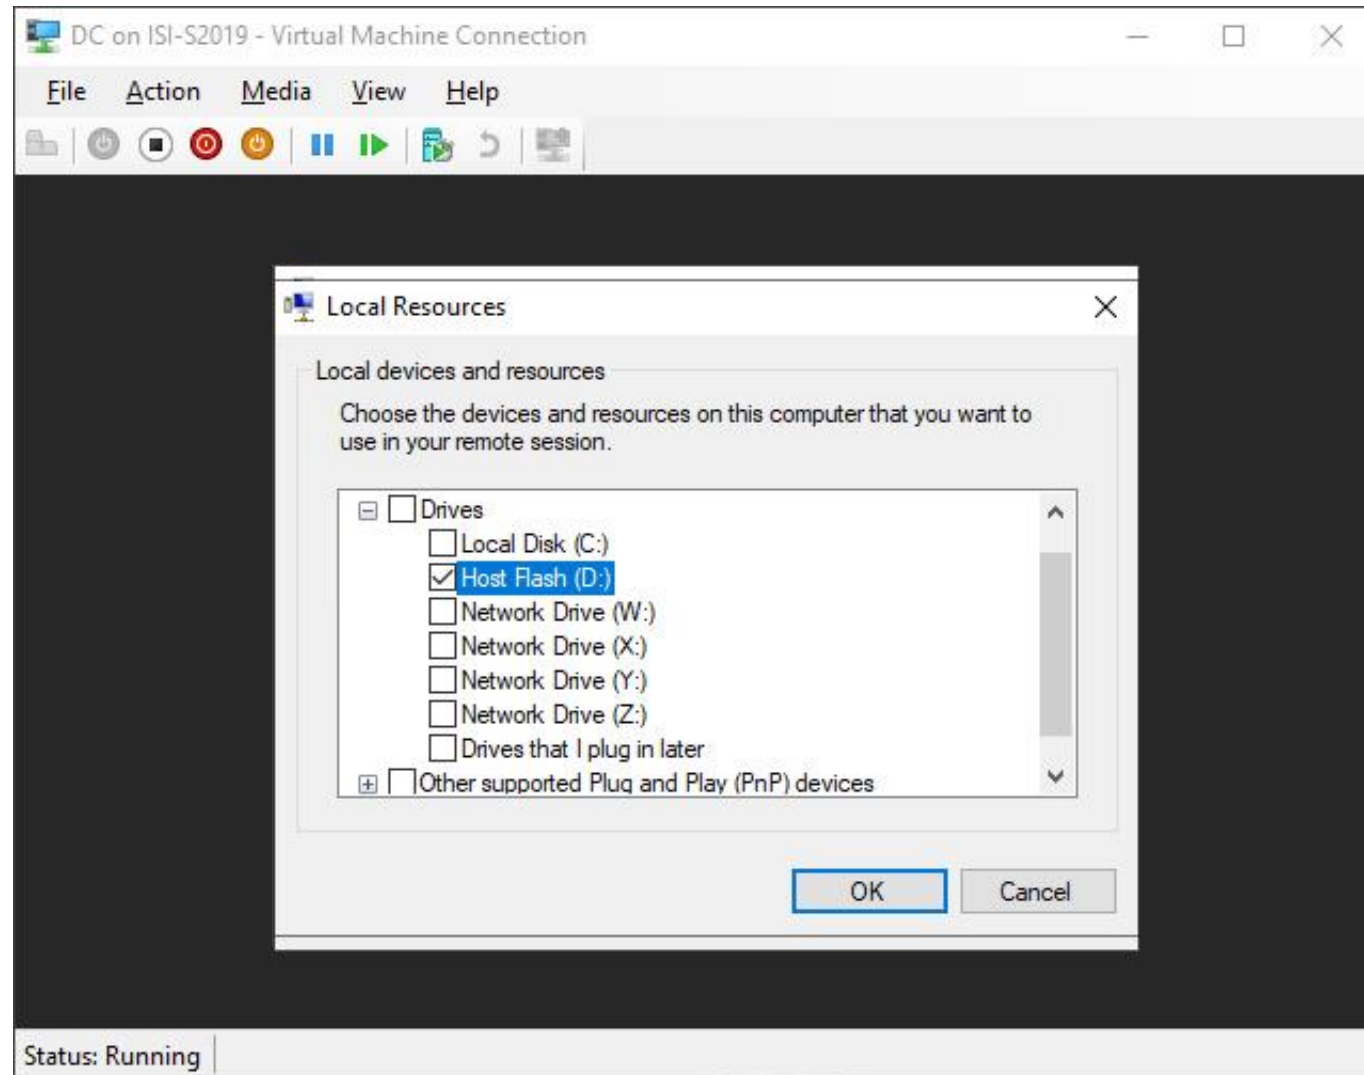 DC on ISI-S2019 - Virtual Machine Connection
File Action Media View Help
Local Resources
Local devices and resources
Choose the devices and resources on this computer that you want to
use in your remote session.
Drives
Local Disk (C:)
Host Flash (D:)
Network Drive (W:)
Network Drive (X:)
Network Drive (Y:)
Network Drive (Z:)
Drives that I plug in later
Other supported Plug and Play (PnP) devices
OK Cancel
Status: Running